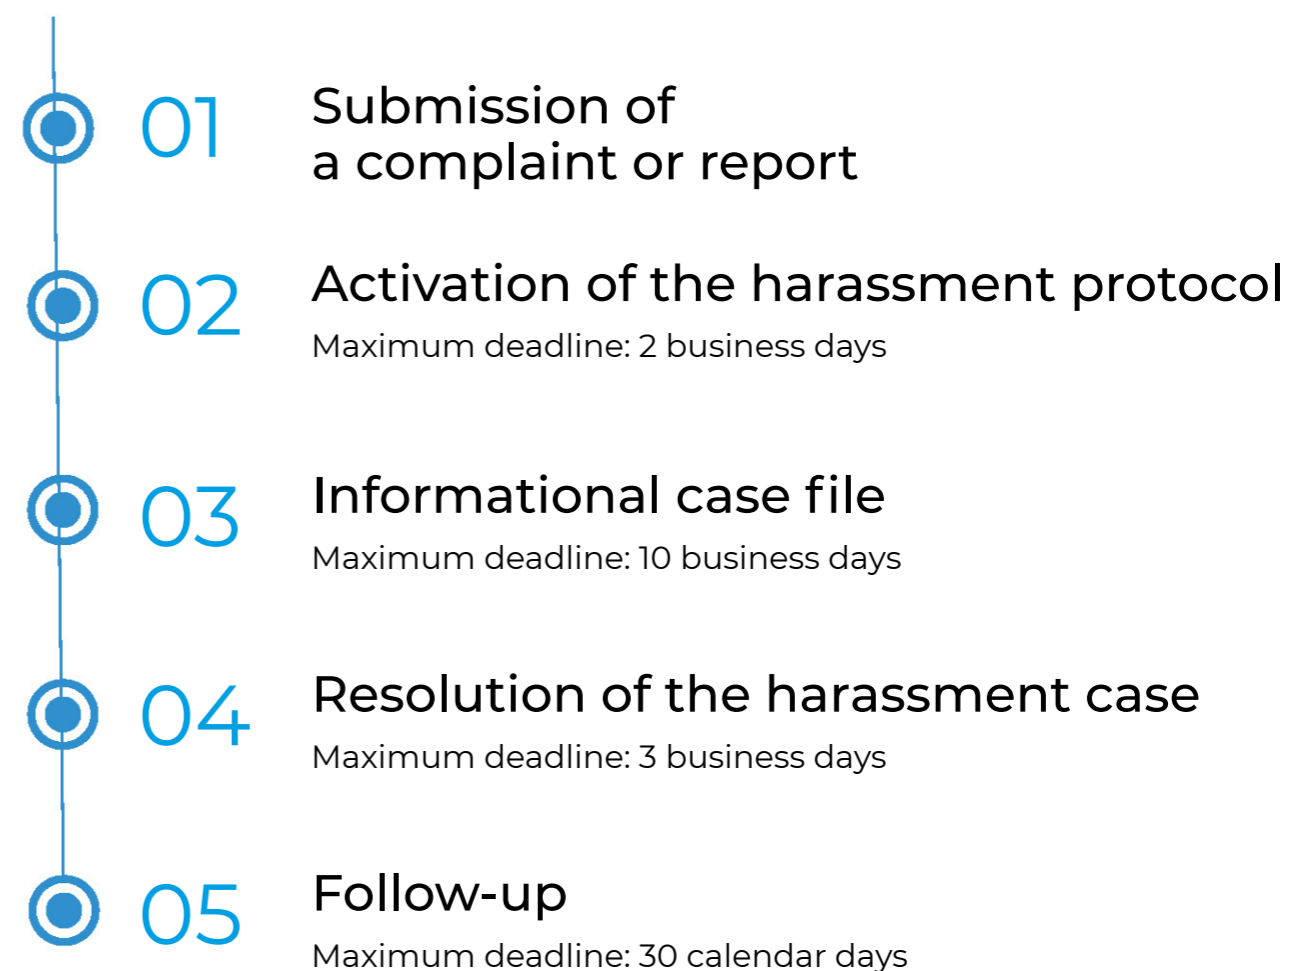 01
Submission of
a complaint or report
02
Activation of the harassment protocol
Maximum deadline: 2 business days
03
Informational case file
Maximum deadline: 10 business days
04
Resolution of the harassment case
Maximum deadline: 3 business days
05
Follow-up
Maximum deadline: 30 calendar days